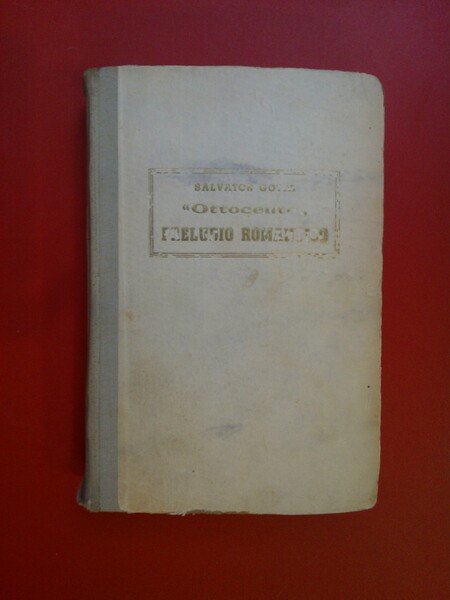 SALVATOR GOTTA
"Ottocento"
PRELUDIO ROMANTICO